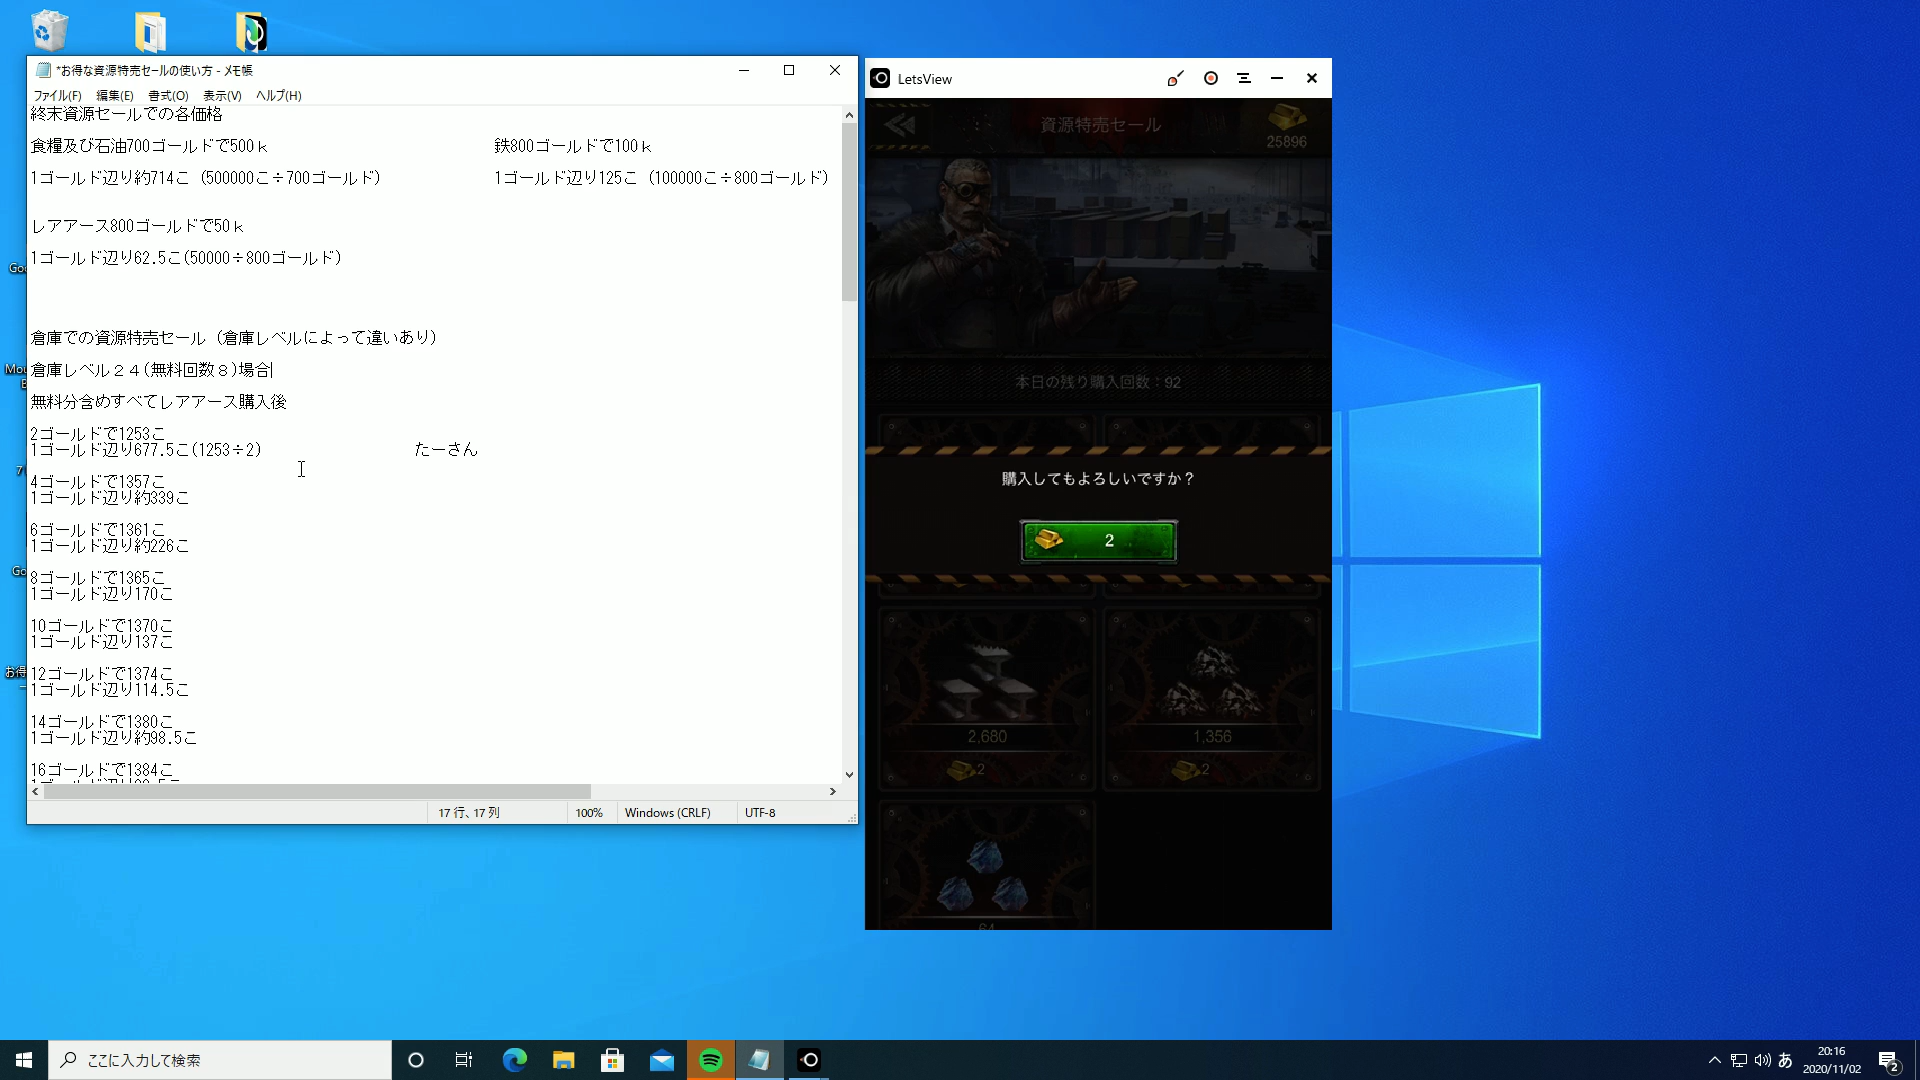 *お得な資源特売セールの使い方 - メモ帳
ファイル(F) 編集(E) 書式(O) 表示(V) ヘルプ(H)
終末資源セールでの各価格
食糧及び石油700ゴールドで500ｋ 鉄800ゴールドで100ｋ
1ゴールド辺り約714こ（500000こ÷700ゴールド） 1ゴールド辺り125こ（100000こ÷800ゴールド）
レアアース800ゴールドで50ｋ
1ゴールド辺り62.5こ(50000÷800ゴールド)
倉庫での資源特売セール（倉庫レベルによって違いあり）
倉庫レベル２４(無料回数８)場合
無料分含めすべてレアアース購入後
2ゴールドで1253こ
1ゴールド辺り677.5こ(1253÷2) たーさん
4ゴールドで1357こ
1ゴールド辺り約339こ
6ゴールドで1361こ
1ゴールド辺り約226こ
8ゴールドで1365こ
1ゴールド辺り170こ
10ゴールドで1370こ
1ゴールド辺り137こ
12ゴールドで1374こ
1ゴールド辺り114.5こ
14ゴールドで1380こ
1ゴールド辺り約98.5こ
16ゴールドで1384こ
17 行、17 列 100% Windows (CRLF) UTF-8
LetsView
資源特売セール
25896
本日の残り購入回数：92
購入してもよろしいですか？
2
2,680 1,356
2 2
64
Goo
Mou
お得
ここに入力して検索
あ
20:16
2020/11/02
2